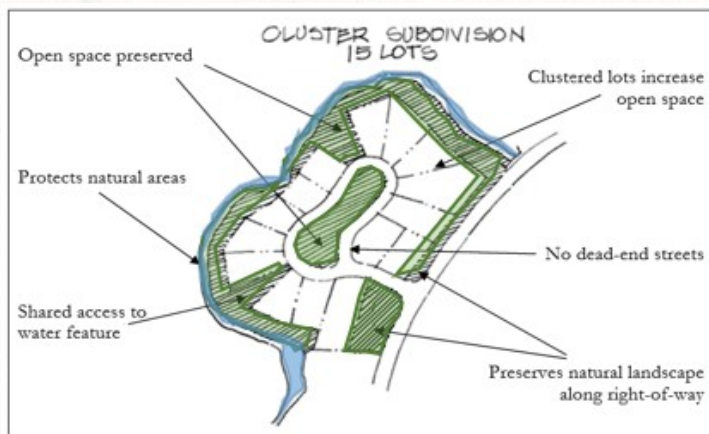 CLUSTER SUBDIVISION
15 LOTS
Open space preserved
Clustered lots increase
open space
Protects natural areas
No dead-end streets
Shared access to
water feature
Preserves natural landscape
along right-of-way